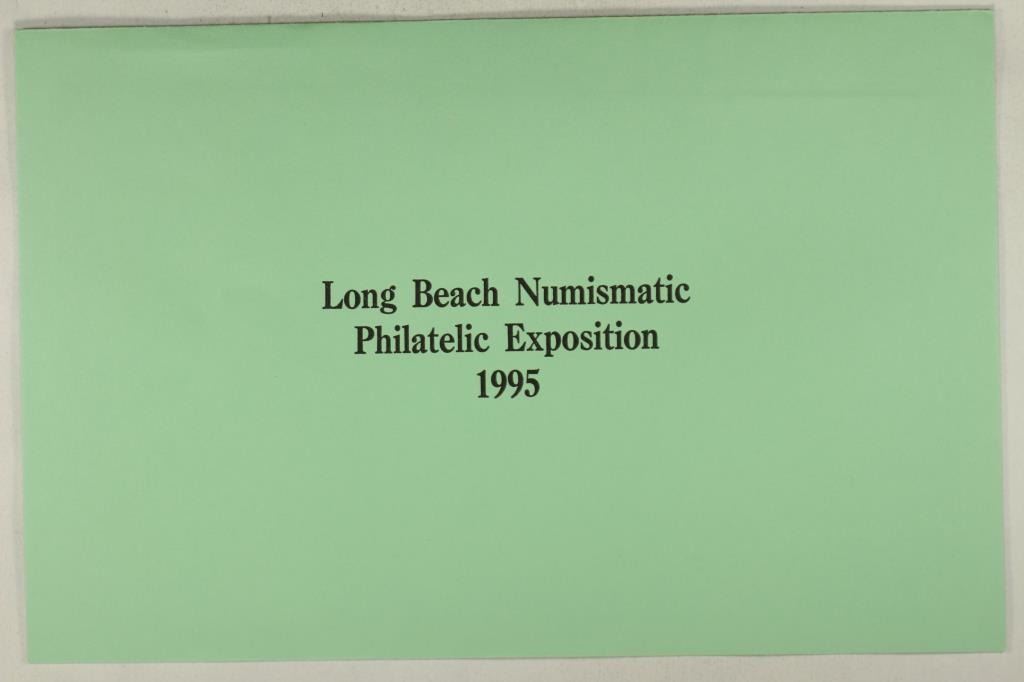 Long Beach Numismatic
Philatelic Exposition
1995